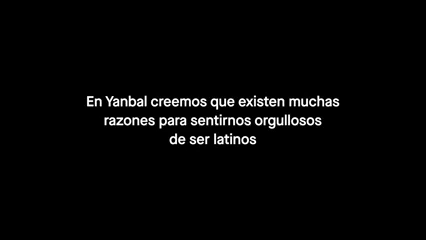 En Yanbal creemos que existen muchas
razones para sentirnos orgullosos
de ser latinos